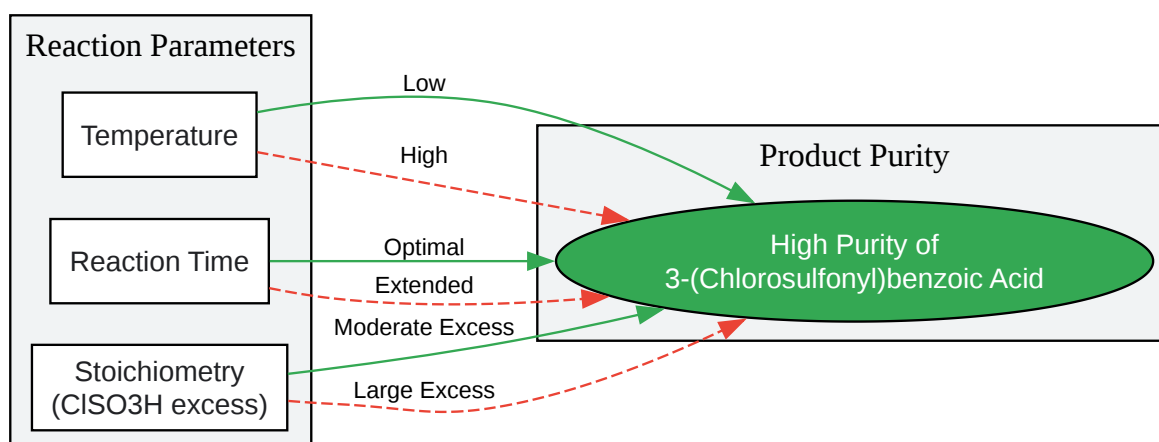 Reaction Parameters
Temperature
Reaction Time
Stoichiometry
(ClSO3H excess)
Low
High
Optimal
Extended
Moderate Excess
Large Excess
Product Purity
High Purity of
3-(Chlorosulfonyl)benzoic Acid